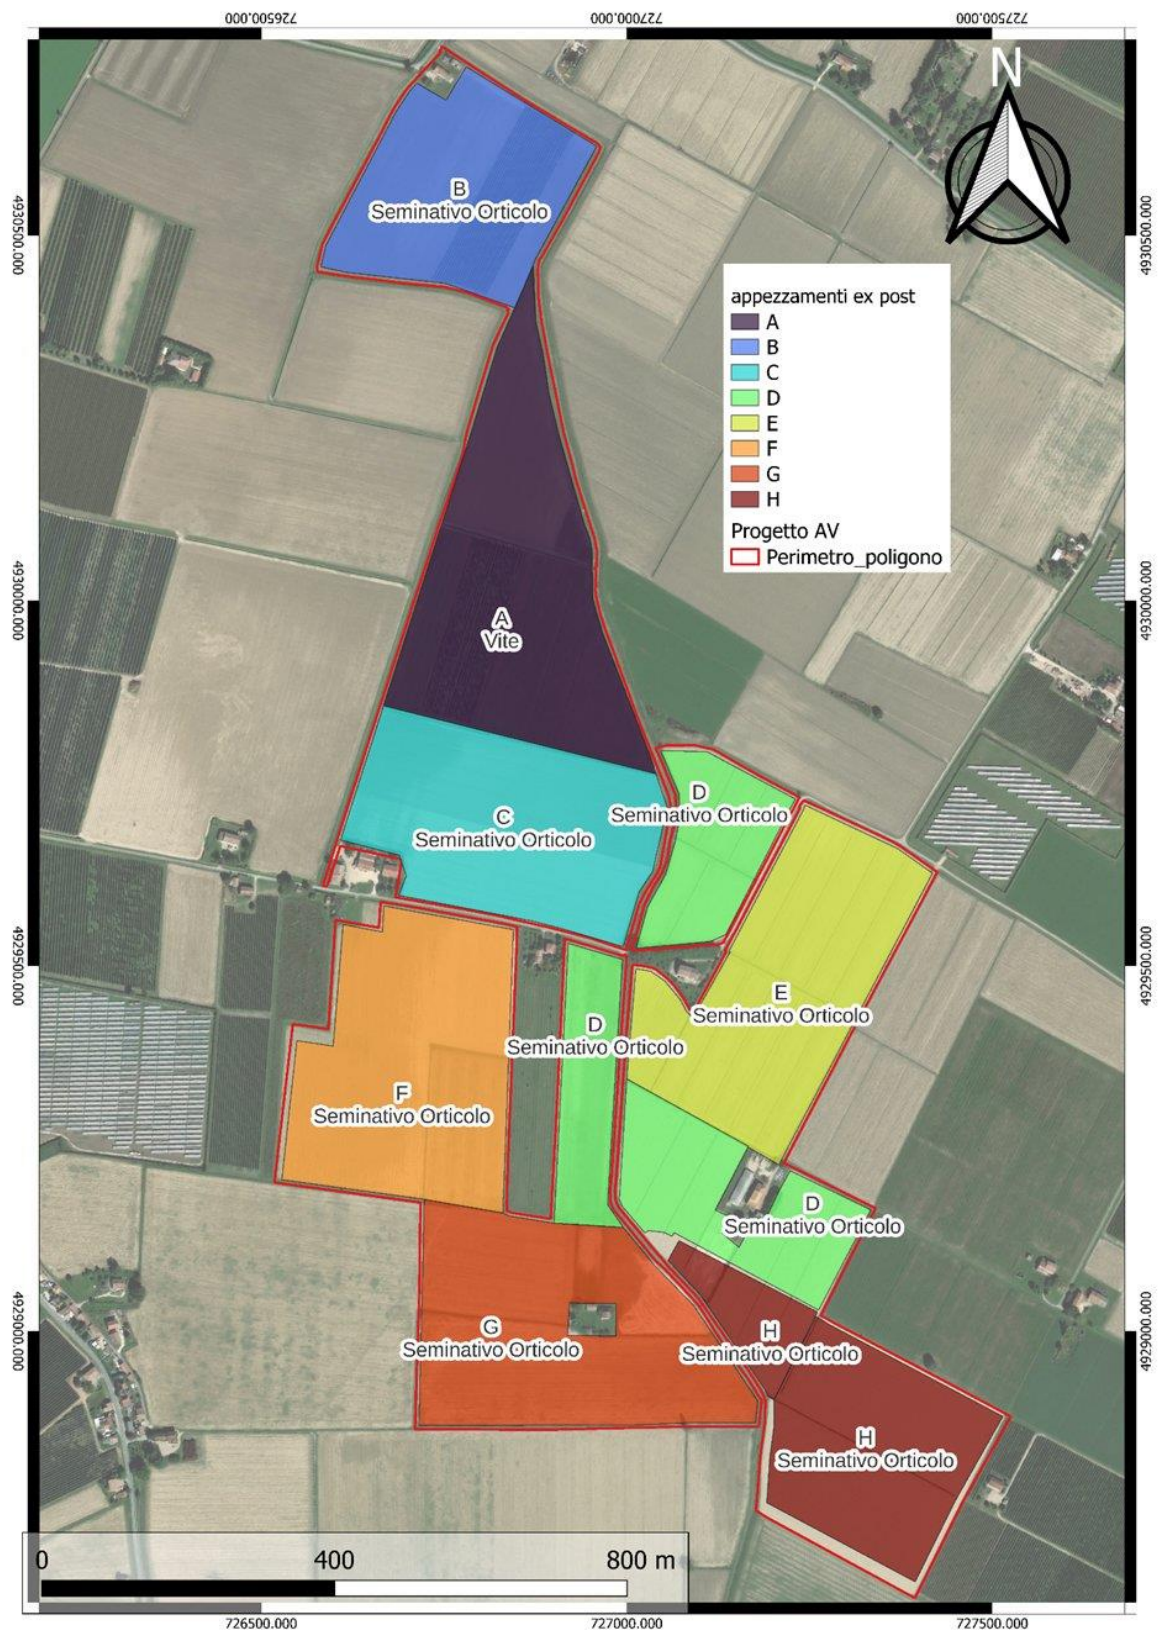 726500.000 727000.000 727500.000
N
B
Seminativo Orticolo
4930500.000
4930500.000
appezzamenti ex post
A
B
C
D
E
F
G
H
Progetto AV
Perimetro_poligono
A
Vite
4930000.000
4930000.000
D
Seminativo Orticolo
C
Seminativo Orticolo
4929500.000
4929500.000
E
Seminativo Orticolo
D
Seminativo Orticolo
F
Seminativo Orticolo
D
Seminativo Orticolo
G
Seminativo Orticolo
H
Seminativo Orticolo
4929000.000
4929000.000
H
Seminativo Orticolo
0 400 800 m
726500.000 727000.000 727500.000